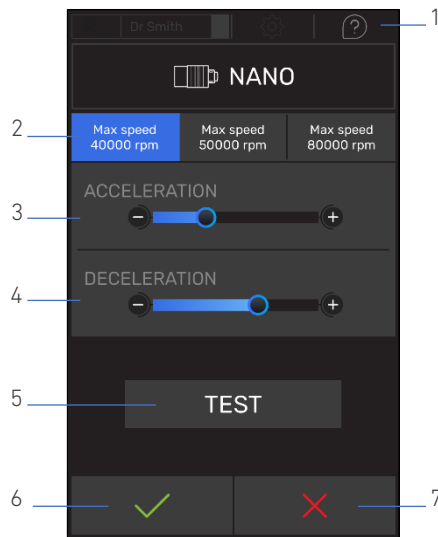 Dr Smith
1
NANO
2
Max speed
40000 rpm
Max speed
50000 rpm
Max speed
80000 rpm
ACCELERATION
3
DECELERATION
4
5
TEST
6
7